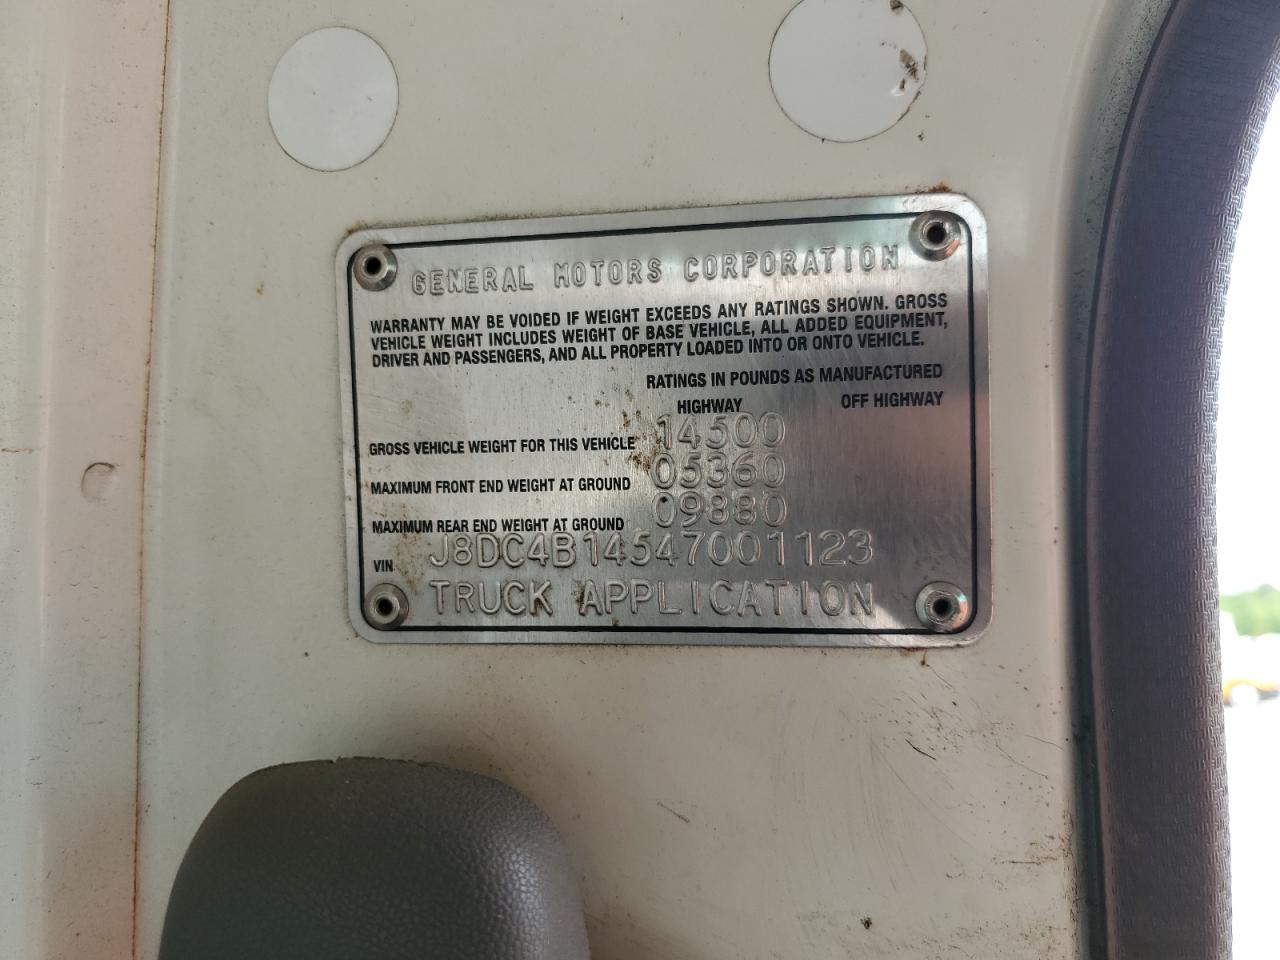 GENERAL MOTORS CORPORATION
WARRANTY MAY BE VOIDED IF WEIGHT EXCEEDS ANY RATINGS SHOWN. GROSS
VEHICLE WEIGHT INCLUDES WEIGHT OF BASE VEHICLE, ALL ADDED EQUIPMENT,
DRIVER AND PASSENGERS, AND ALL PROPERTY LOADED INTO OR ONTO VEHICLE.
RATINGS IN POUNDS AS MANUFACTURED
HIGHWAY OFF HIGHWAY
GROSS VEHICLE WEIGHT FOR THIS VEHICLE 14500
MAXIMUM FRONT END WEIGHT AT GROUND 05360
MAXIMUM REAR END WEIGHT AT GROUND 09880
VIN J8DC4B14547001123
TRUCK APPLICATION